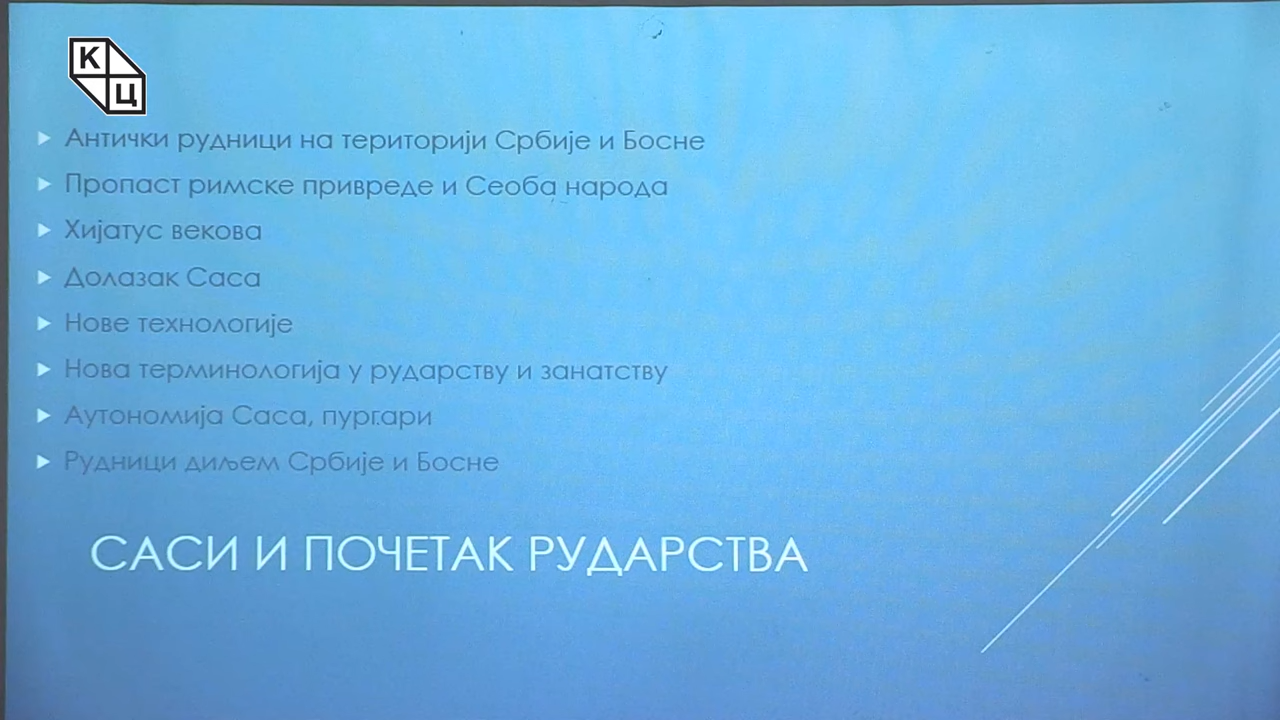 К
Ц
Антички рудници на територији Србије и Босне
Пропаст римске привреде и Сеоба народа
Хијатус векова
Долазак Саса
Нове технологије
Нова терминологија у рударству и занатству
Аутономија Саса, пургари
Рудници диљем Србије и Босне
САСИ И ПОЧЕТАК РУДАРСТВА